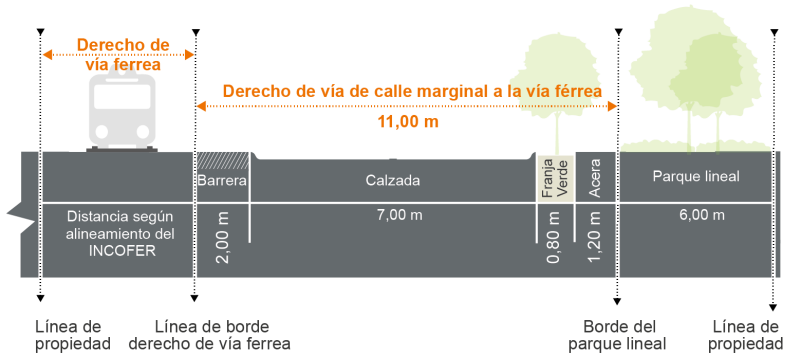 Derecho de
vía ferrea
Derecho de vía de calle marginal a la vía férrea
11,00 m
Barrera
Calzada
Franja
Verde
Acera
Parque lineal
Distancia según
alineamiento del
INCOFER
2,00 m
7,00 m
0,80 m
1,20 m
6,00 m
Línea de
propiedad
Línea de borde
derecho de vía ferrea
Borde del
parque lineal
Línea de
propiedad